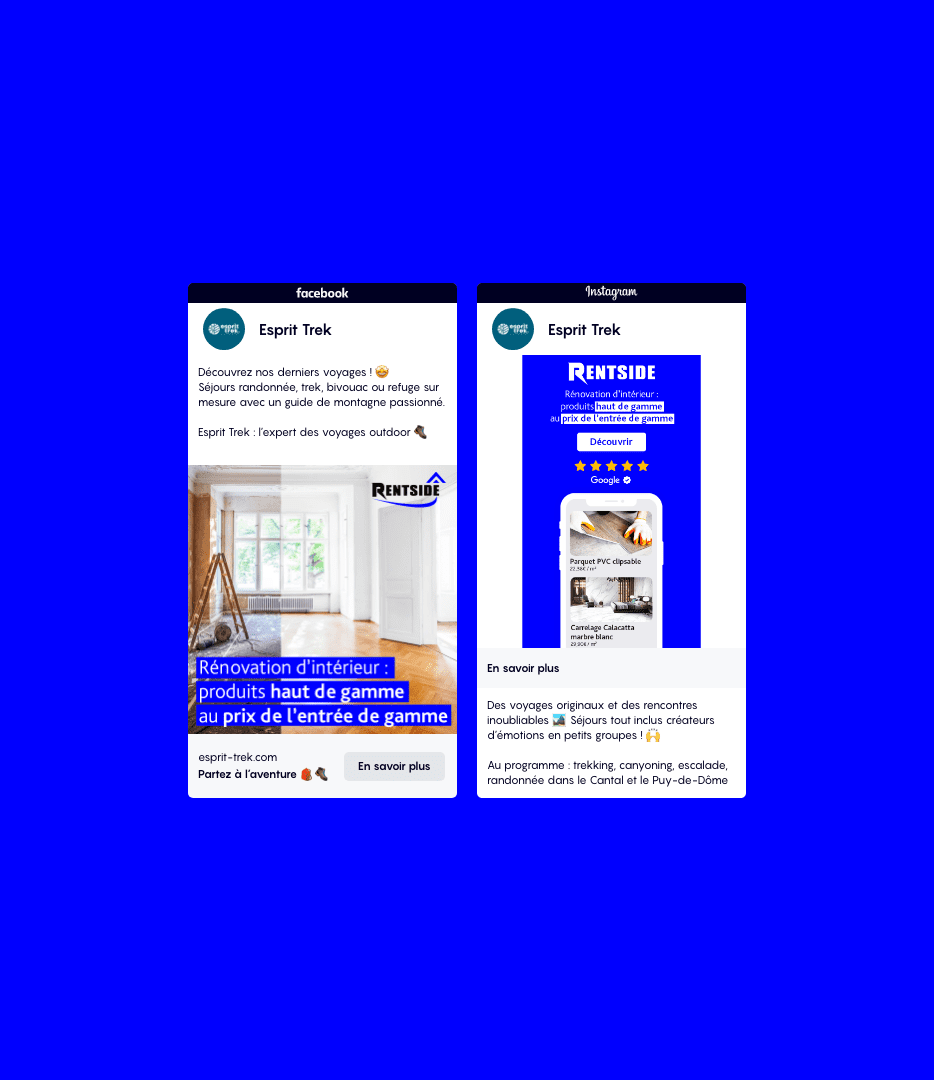 facebook
esprit
trek.
Esprit Trek
Découvrez nos derniers voyages ! 🤩
Séjours randonnée, trek, bivouac ou refuge sur
mesure avec un guide de montagne passionné.
Esprit Trek : l'expert des voyages outdoor 🥾
RENTSIDE
Rénovation d'intérieur :
produits haut de gamme
au prix de l'entrée de gamme
esprit-trek.com
Partez à l'aventure 🎒🥾
En savoir plus
Instagram
esprit
trek.
Esprit Trek
RENTSIDE
Rénovation d'intérieur :
produits haut de gamme
au prix de l'entrée de gamme
Découvrir
Google
Parquet PVC clipsable
22,58€ / m²
Carrelage Calacatta
marbre blanc
29,90€ / m²
En savoir plus
Des voyages originaux et des rencontres
inoubliables 🌋 Séjours tout inclus créateurs
d'émotions en petits groupes ! 🙌
Au programme : trekking, canyoning, escalade,
randonnée dans le Cantal et le Puy-de-Dôme